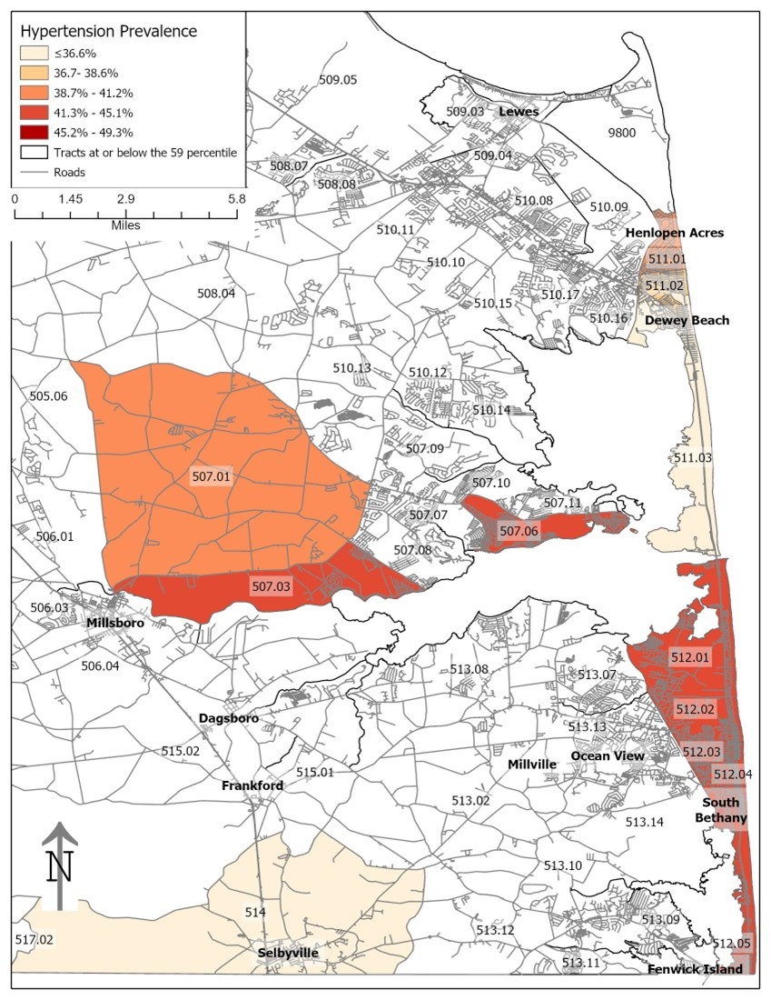 Hypertension Prevalence
≤36.6%
36.7- 38.6%
38.7% - 41.2%
41.3% - 45.1%
45.2% - 49.3%
Tracts at or below the 59 percentile
Roads
0 1.45 2.9 5.8
Miles
509.05
509.03
Lewes
9800
509.04
508.07
508.08
510.08
510.09
510.11
Henlopen Acres
511.01
510.10
511.02
508.04
510.17
510.15
510.16
Dewey Beach
510.13
510.12
505.06
510.14
507.09
511.03
507.01
507.10
507.11
507.07
507.06
506.01
507.08
507.03
506.03
Millsboro
512.01
506.04
513.08
513.07
512.02
Dagsboro
513.13
515.02
512.03
Ocean View
Millville
515.01
512.04
Frankford
513.02
South
Bethany
513.14
513.10
N
514
513.09
513.12
517.02
512.05
Selbyville
513.11
Fenwick Island